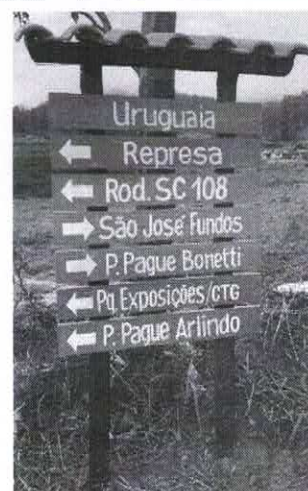 Uruguaia
Represa
Rod. SC 108
São José Fundos
P. Pague Bonetti
Pq. Exposições/CTG
P. Pague Arlindo